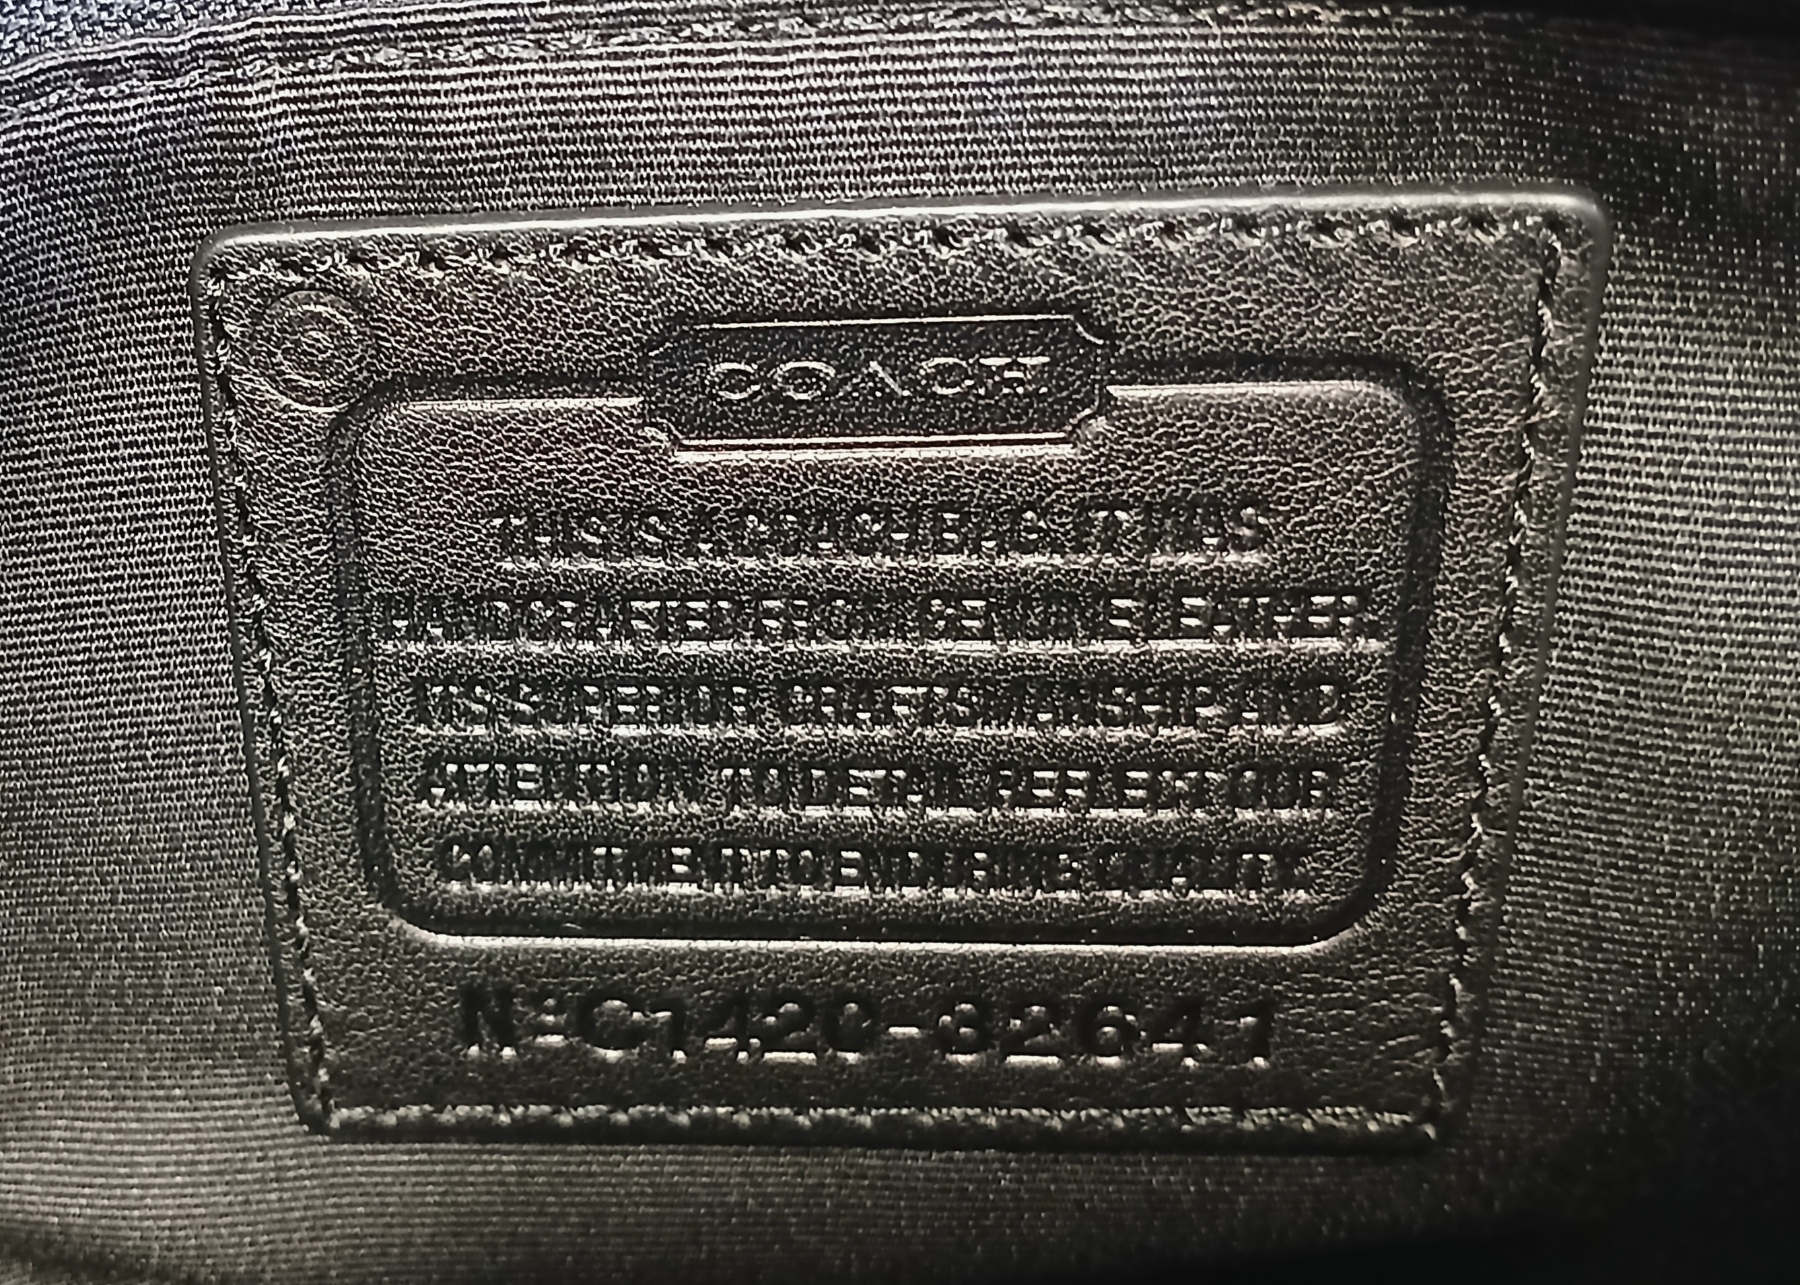 COACH
THIS IS A COACH BAG. IT WAS
HANDCRAFTED FROM GENUINE LEATHER.
ITS SUPERIOR CRAFTSMANSHIP AND
ATTENTION TO DETAIL REFLECT OUR
COMMITMENT TO ENDURING QUALITY.
Nº C1420-32641